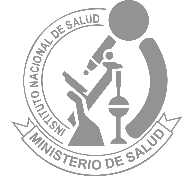 INSTITUTO NACIONAL DE SALUD
MINISTERIO DE SALUD